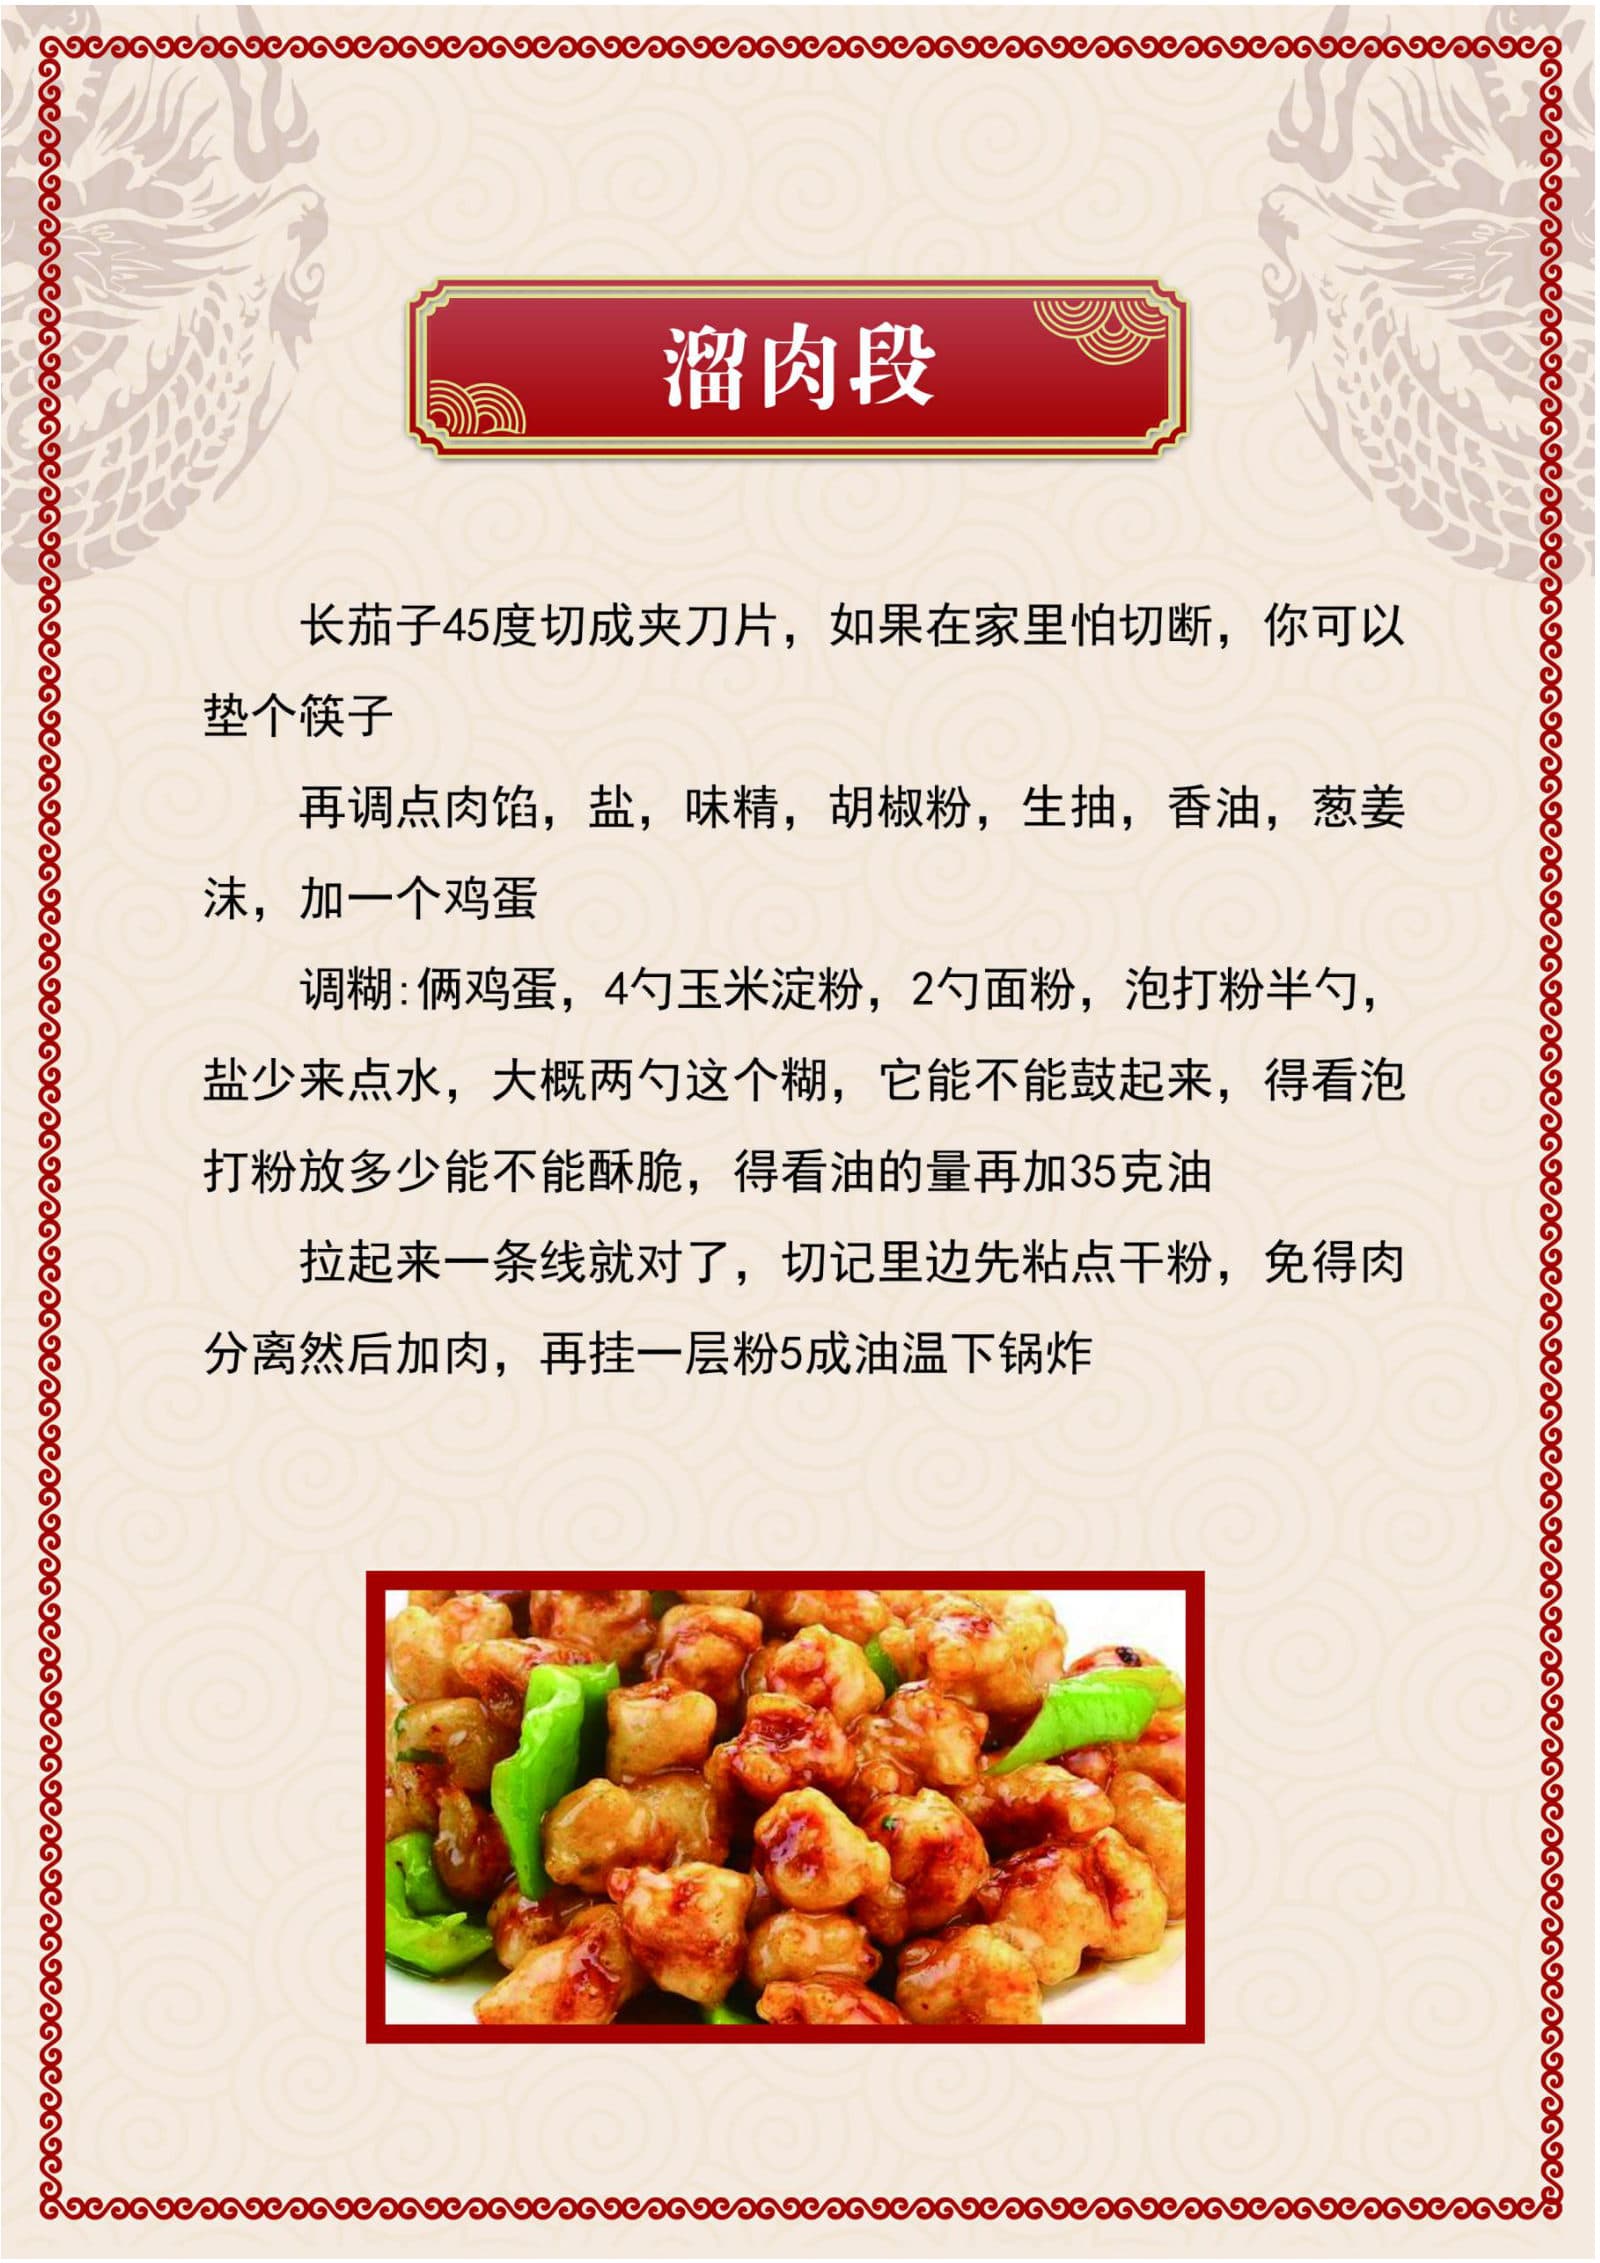 溜肉段
长茄子45度切成夹刀片，如果在家里怕切断，你可以
垫个筷子
再调点肉馅，盐，味精，胡椒粉，生抽，香油，葱姜
沫，加一个鸡蛋
调糊:俩鸡蛋，4勺玉米淀粉，2勺面粉，泡打粉半勺，
盐少来点水，大概两勺这个糊，它能不能鼓起来，得看泡
打粉放多少能不能酥脆，得看油的量再加35克油
拉起来一条线就对了，切记里边先粘点干粉，免得肉
分离然后加肉，再挂一层粉5成油温下锅炸